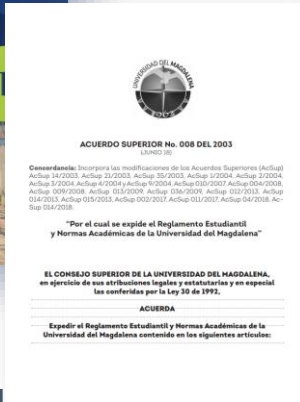 UNIVERSIDAD DEL MAGDALENA
ACUERDO SUPERIOR No. 008 DEL 2003
(JUNIO 16)
Concordancia: Incorpora las modificaciones de los Acuerdos Superiores (AcSup)
AcSup 14/2003, AcSup 21/2003, AcSup 35/2003, AcSup 1/2004, AcSup 2/2004,
AcSup 3/2004, AcSup 4/2004 y AcSup 9/2004, AcSup 010/2007, AcSup 004/2008,
AcSup 009/2008, AcSup 013/2009, AcSup 036/2009, AcSup 012/2013, AcSup
014/2013, AcSup 015/2013, AcSup 002/2017, AcSup 011/2017, AcSup 04/2018, Ac-
Sup 014/2018.
"Por el cual se expide el Reglamento Estudiantil
y Normas Académicas de la Universidad del Magdalena"
EL CONSEJO SUPERIOR DE LA UNIVERSIDAD DEL MAGDALENA,
en ejercicio de sus atribuciones legales y estatutarias y en especial
las conferidas por la Ley 30 de 1992,
ACUERDA
Expedir el Reglamento Estudiantil y Normas Académicas de la
Universidad del Magdalena contenido en los siguientes artículos: